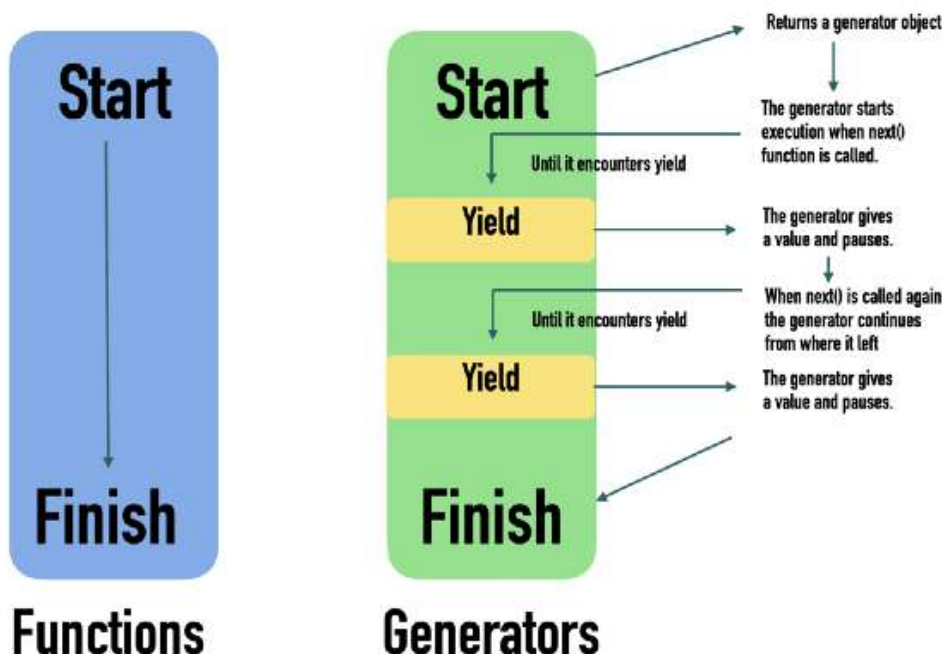 Start
Finish
Functions
Start
Until it encounters yield
Yield
Until it encounters yield
Yield
Finish
Generators
Returns a generator object
The generator starts
execution when next()
function is called.
The generator gives
a value and pauses.
When next() is called again
the generator continues
from where it left
The generator gives
a value and pauses.